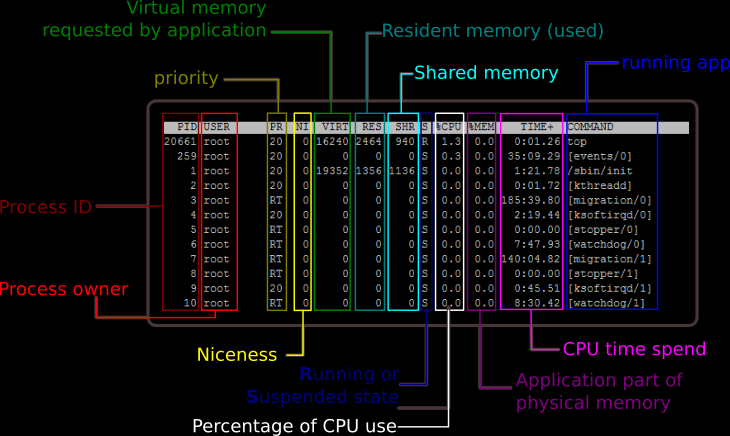 Virtual memory
requested by application
Resident memory (used)
Shared memory
running app
priority
PID USER PR NI VIRT RES SHR S %CPU %MEM TIME+ COMMAND
20661 root 20 0 16240 2464 940 R 1.3 0.0 0:01.26 top
259 root 20 0 0 0 0 S 0.3 0.0 35:09.29 [events/0]
1 root 20 0 19352 1356 1136 S 0.0 0.0 1:21.78 /sbin/init
2 root 20 0 0 0 0 S 0.0 0.0 0:01.72 [kthreadd]
3 root RT 0 0 0 0 S 0.0 0.0 185:39.80 [migration/0]
4 root 20 0 0 0 0 S 0.0 0.0 2:19.44 [ksoftirqd/0]
5 root RT 0 0 0 0 S 0.0 0.0 0:00.00 [stopper/0]
6 root RT 0 0 0 0 S 0.0 0.0 7:47.93 [watchdog/0]
7 root RT 0 0 0 0 S 0.0 0.0 140:04.82 [migration/1]
8 root RT 0 0 0 0 S 0.0 0.0 0:00.00 [stopper/1]
9 root 20 0 0 0 0 S 0.0 0.0 0:45.51 [ksoftirqd/1]
10 root RT 0 0 0 0 S 0.0 0.0 8:30.42 [watchdog/1]
Process ID
Process owner
Niceness
Running or
Suspended state
Percentage of CPU use
CPU time spend
Application part of
physical memory